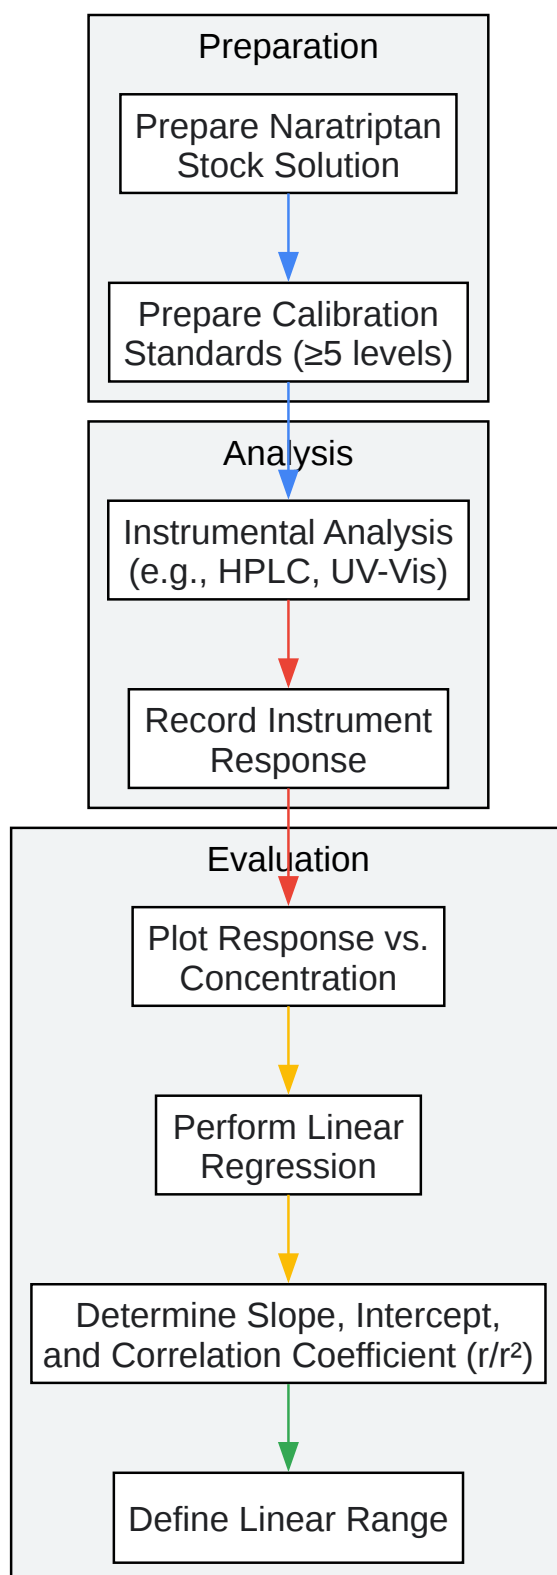 Preparation
Prepare Naratriptan
Stock Solution
Prepare Calibration
Standards (≥5 levels)
Analysis
Instrumental Analysis
(e.g., HPLC, UV-Vis)
Record Instrument
Response
Evaluation
Plot Response vs.
Concentration
Perform Linear
Regression
Determine Slope, Intercept,
and Correlation Coefficient (r/r²)
Define Linear Range